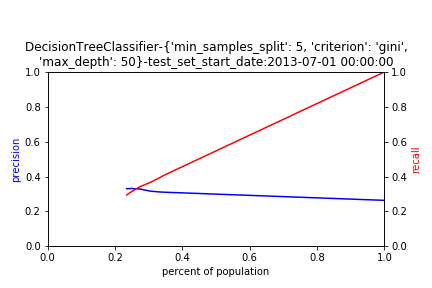 DecisionTreeClassifier-{'min_samples_split': 5, 'criterion': 'gini',
'max_depth': 50}-test_set_start_date:2013-07-01 00:00:00
1.0
0.8
0.6
0.4
0.2
0.0
precision
1.0
0.8
0.6
0.4
0.2
0.0
recall
0.0 0.2 0.4 0.6 0.8 1.0
percent of population